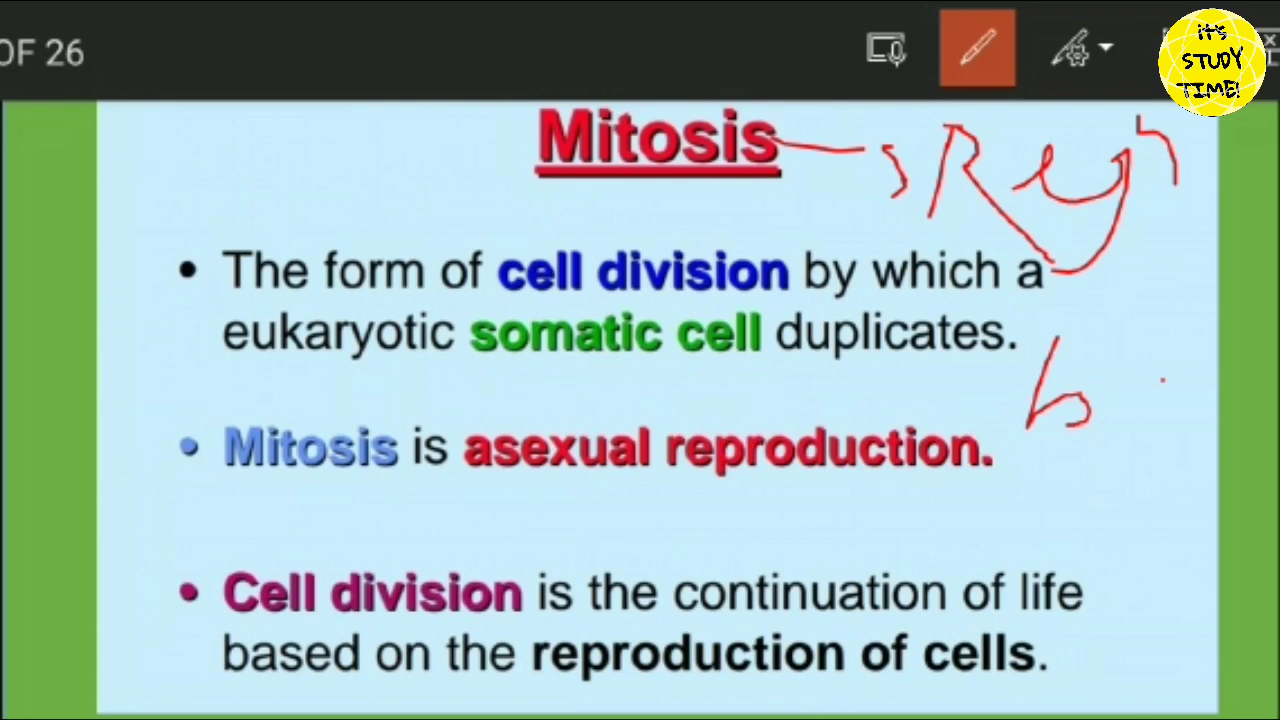 OF 26
it's
STUDY
TIME!
Mitosis
• The form of cell division by which a
eukaryotic somatic cell duplicates.
• Mitosis is asexual reproduction.
• Cell division is the continuation of life
based on the reproduction of cells.